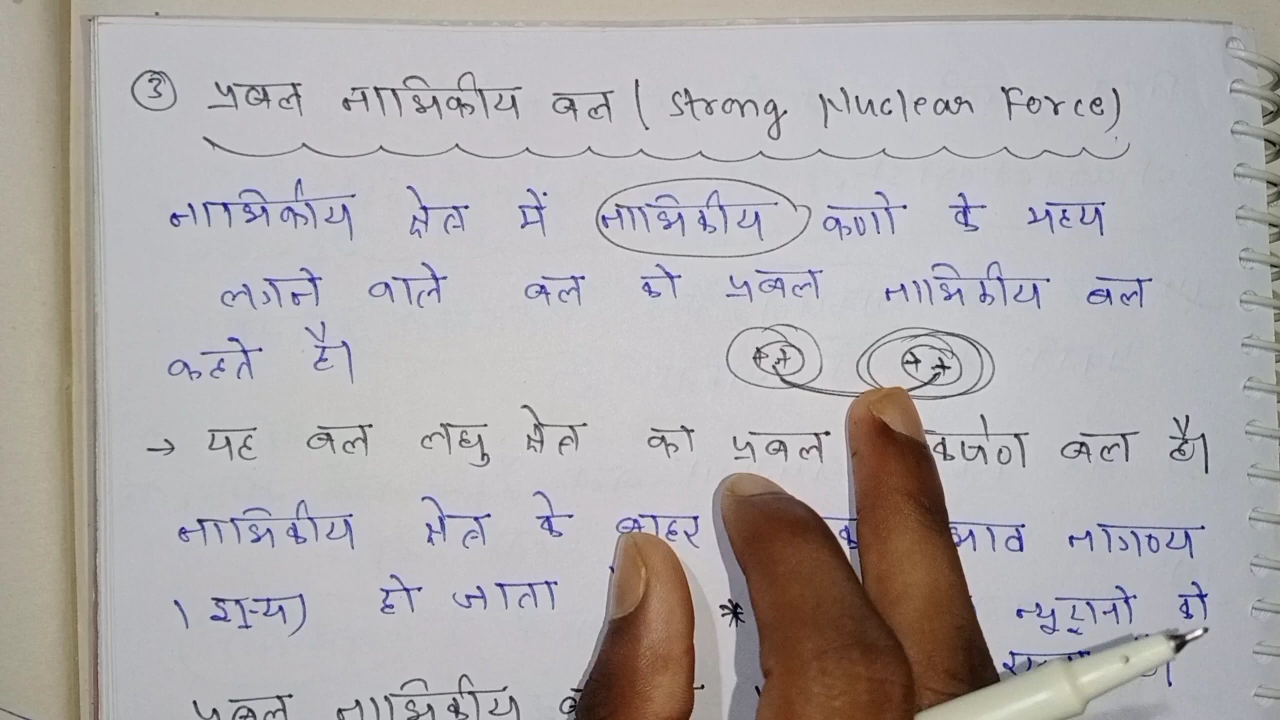 ③ प्रबल नाभिकीय बल ( Strong Nuclear Force)
नाभिकीय क्षेत्र में नाभिकीय कणो के मध्य
लगने वाले बल को प्रबल नाभिकीय बल
कहते है।
+ + + +
→ यह बल लघु क्षेत्र का प्रबल बल है।
नाभिकीय क्षेत्र के बाहर नागण्य
(शून्य) हो जाता
* न्यूट्रानो को
प्रबल नाभिकीय